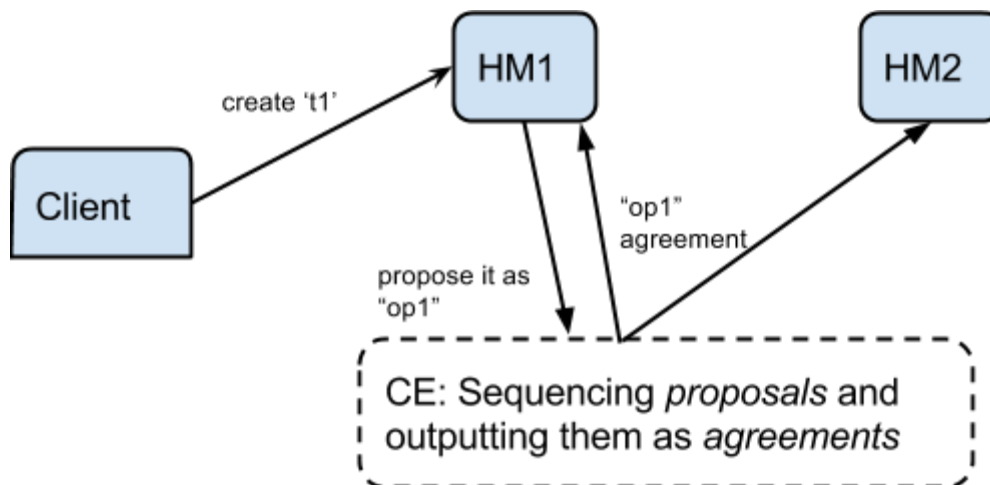 HM1
HM2
create ‘t1’
Client
“op1”
agreement
propose it as
“op1”
CE: Sequencing proposals and
outputting them as agreements